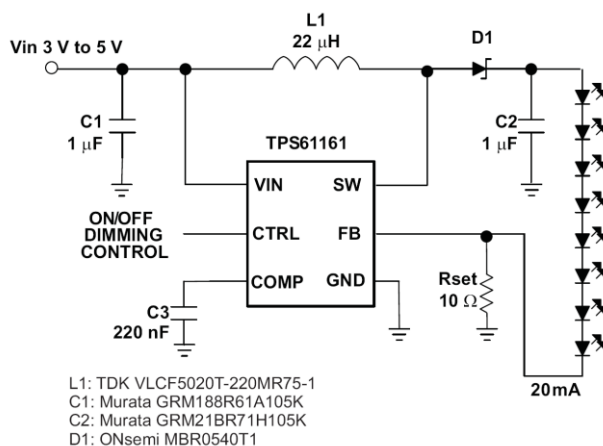 L1
Vin 3 V to 5 V
22 μH
D1
C1
1 μF
C2
1 μF
TPS61161
VIN
SW
ON/OFF
DIMMING
CONTROL
CTRL
FB
COMP
GND
Rset
10 Ω
C3
220 nF
20mA
L1: TDK VLCF5020T-220MR75-1
C1: Murata GRM188R61A105K
C2: Murata GRM21BR71H105K
D1: ONsemi MBR0540T1